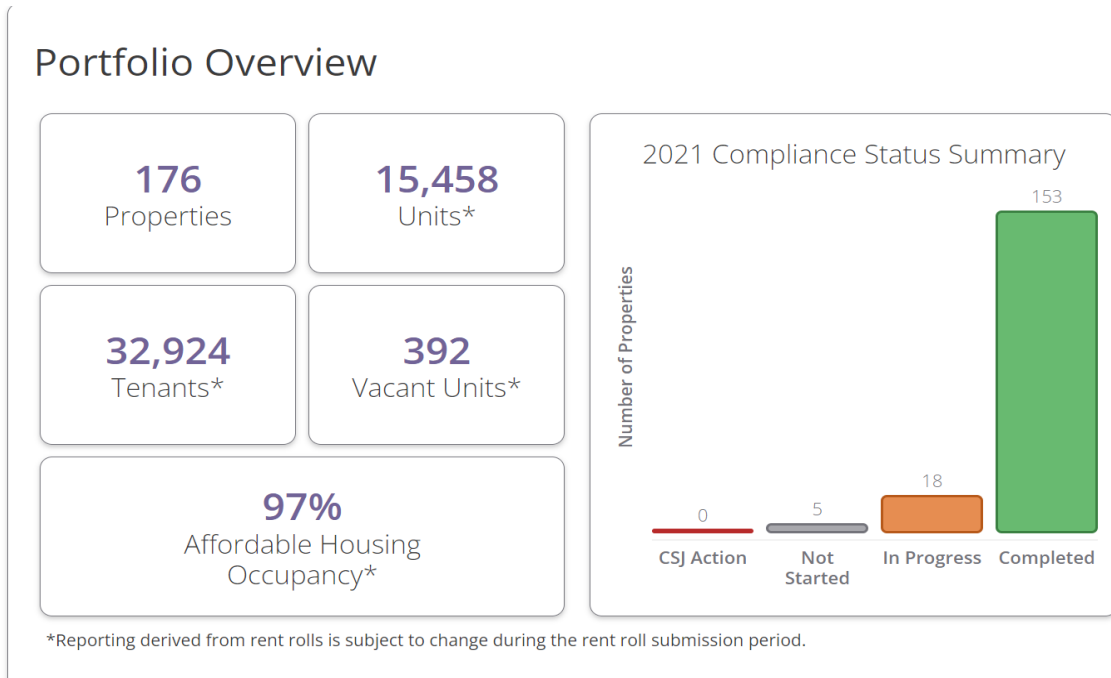 Portfolio Overview
176
Properties
15,458
Units*
32,924
Tenants*
392
Vacant Units*
97%
Affordable Housing
Occupancy*
2021 Compliance Status Summary
Number of Properties
0
5
18
153
CSJ Action
Not
Started
In Progress
Completed
*Reporting derived from rent rolls is subject to change during the rent roll submission period.